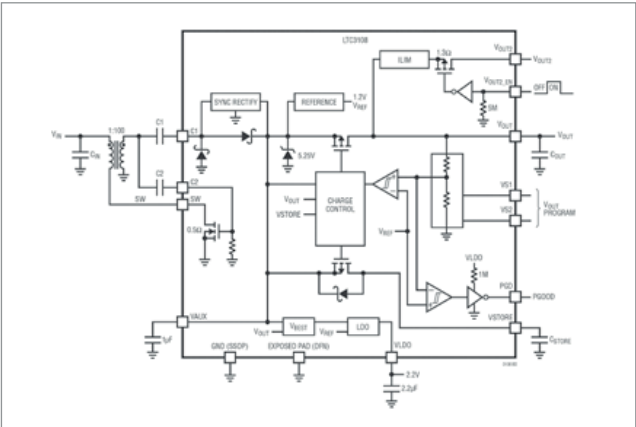 LTC3108
VOUT2
VOUT2
ILIM
1.3Ω
VOUT2_EN
OFF ON
5M
SYNC RECTIFY
REFERENCE
1.2V
VREF
VOUT
VOUT
COUT
C1
C1
VIN
1:100
CIN
5.25V
C2
C2
SW
SW
0.5Ω
VOUT
VSTORE
CHARGE
CONTROL
VREF
VS1
VS2
VOUT
PROGRAM
VLDO
1M
PGD
PGOOD
VSTORE
CSTORE
VAUX
1µF
VOUT
VBEST
VREF
LDO
VLDO
GND (SSOP)
EXPOSED PAD (DFN)
2.2V
2.2µF